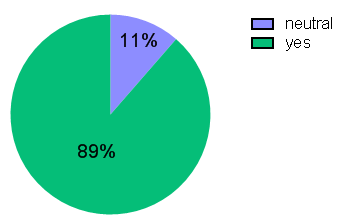 11%
89%
neutral
yes